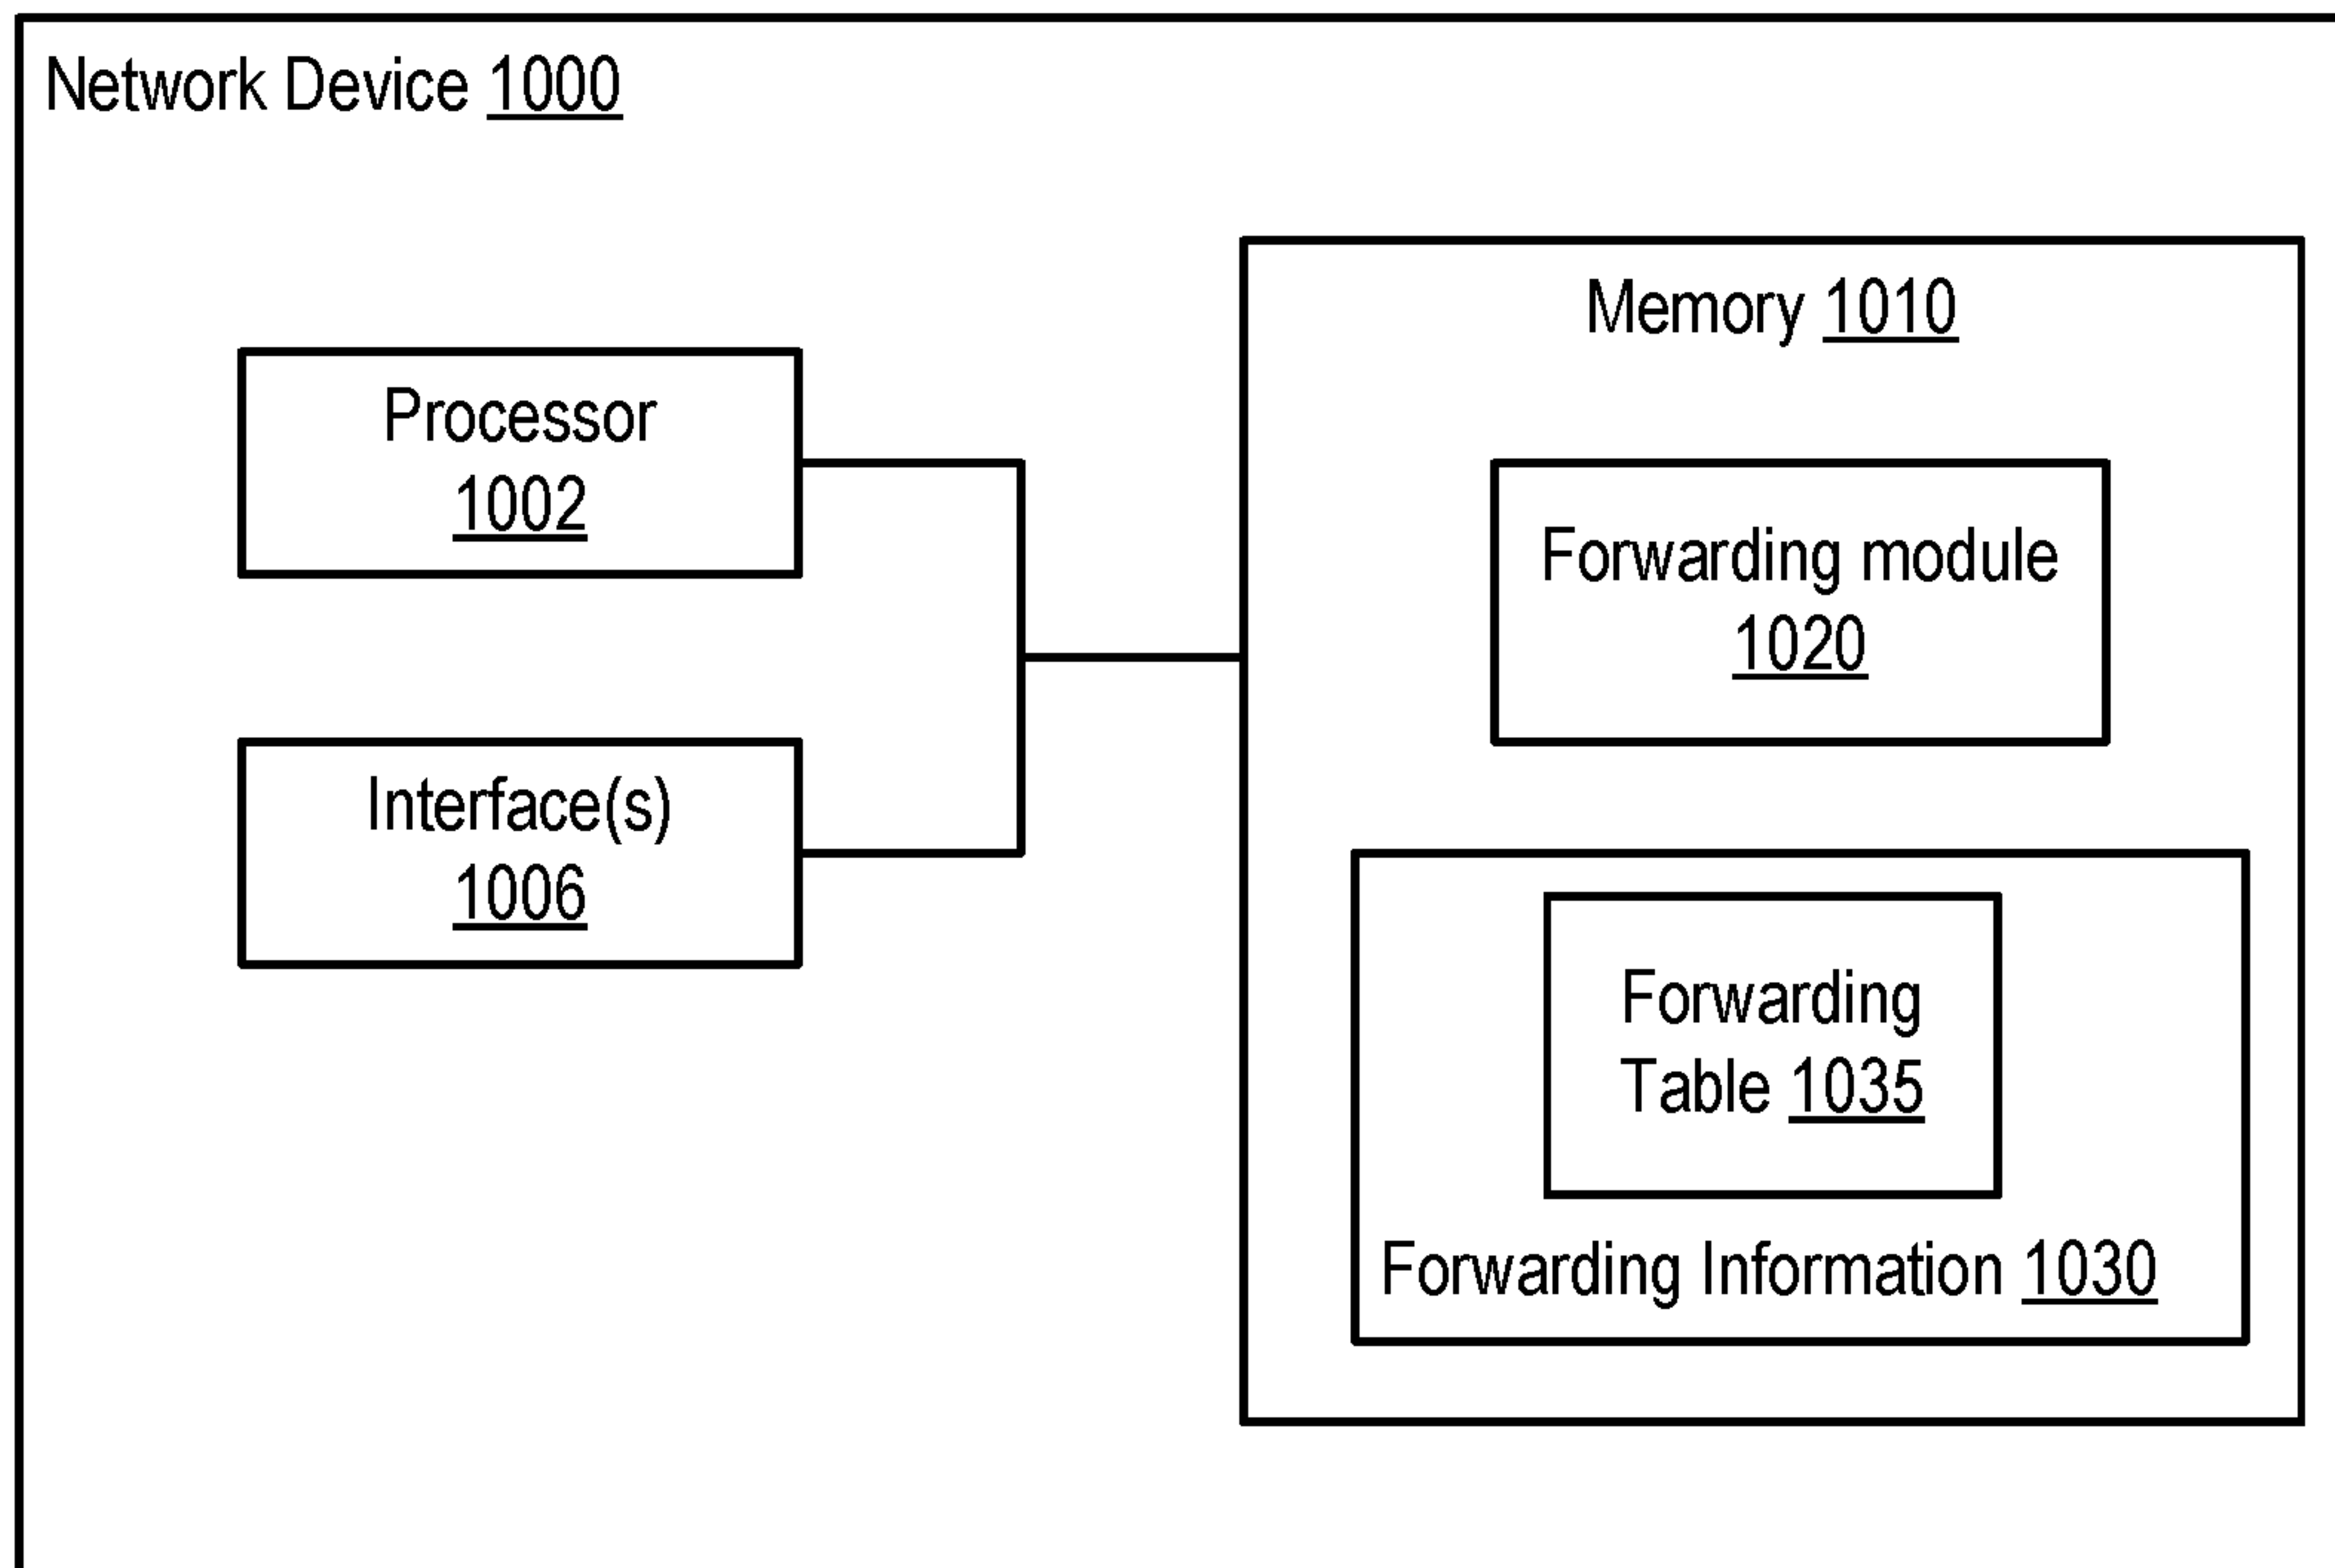 Network Device 1000
Memory 1010
Processor
1002
Forwarding module
1020
Interface(s)
1006
Forwarding
Table 1035
Forwarding Information 1030